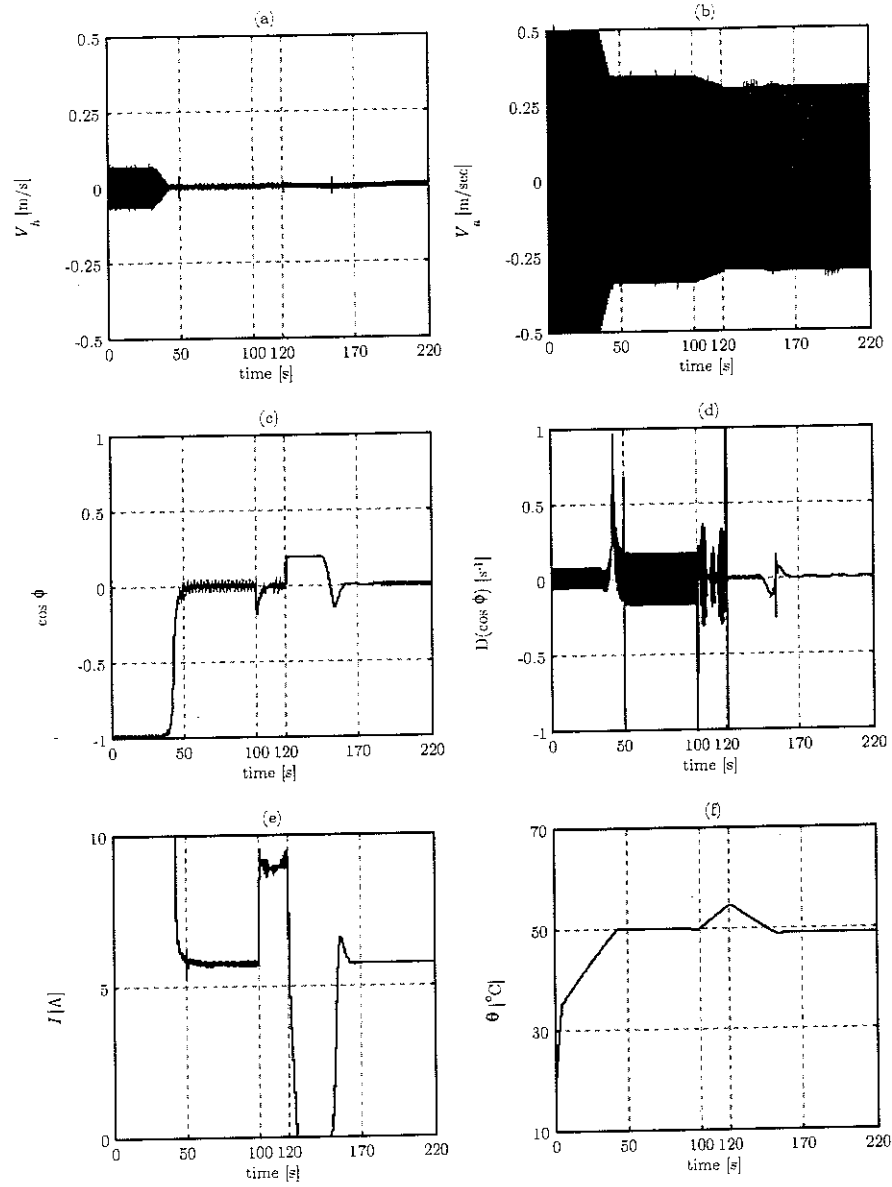 (a)
0.5
0.25
0
-0.25
-0.5
V_h [m/s]
0 50 100 120 170 220
time [s]
(b)
0.5
0.25
0
-0.25
-0.5
V_a [m/sec]
0 50 100 120 170 220
time [s]
(c)
1
0.5
0
-0.5
-1
cos ϕ
0 50 100 120 170 220
time [s]
(d)
1
0.5
0
-0.5
-1
D(cos ϕ) [s⁻¹]
0 50 100 120 170 220
time [s]
(e)
10
5
0
I [A]
0 50 100 120 170 220
time [s]
(f)
70
50
30
10
θ [°C]
0 50 100 120 170 220
time [s]